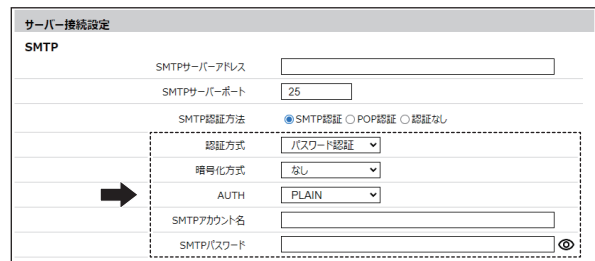 サーバー接続設定
SMTP
SMTPサーバーアドレス
SMTPサーバーポート 25
SMTP認証方法 SMTP認証 POP認証 認証なし
認証方式 パスワード認証
暗号化方式 なし
AUTH PLAIN
SMTPアカウント名
SMTPパスワード